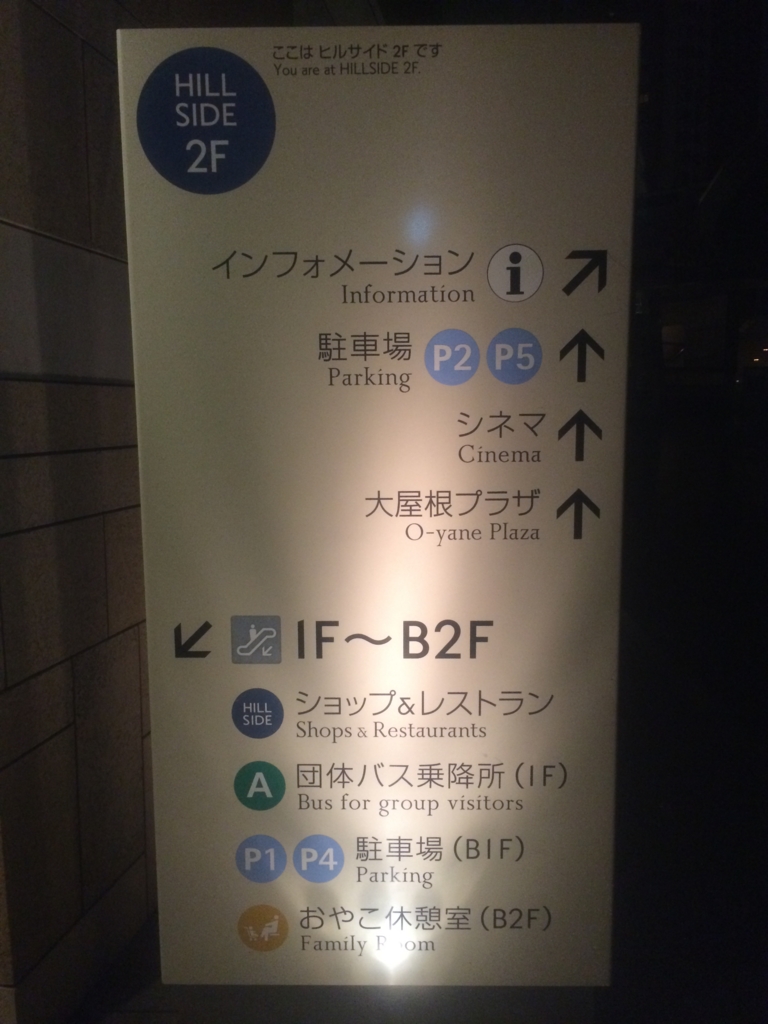 HILL
SIDE
2F
ここは ヒルサイド 2F です
You are at HILLSIDE 2F.
インフォメーション i
Information
駐車場 P2 P5
Parking
シネマ
Cinema
大屋根プラザ
O-yane Plaza
1F～B2F
HILL
SIDE
ショップ&レストラン
Shops & Restaurants
A 団体バス乗降所 (1F)
Bus for group visitors
P1 P4 駐車場 (B1F)
Parking
おやこ休憩室 (B2F)
Family Room